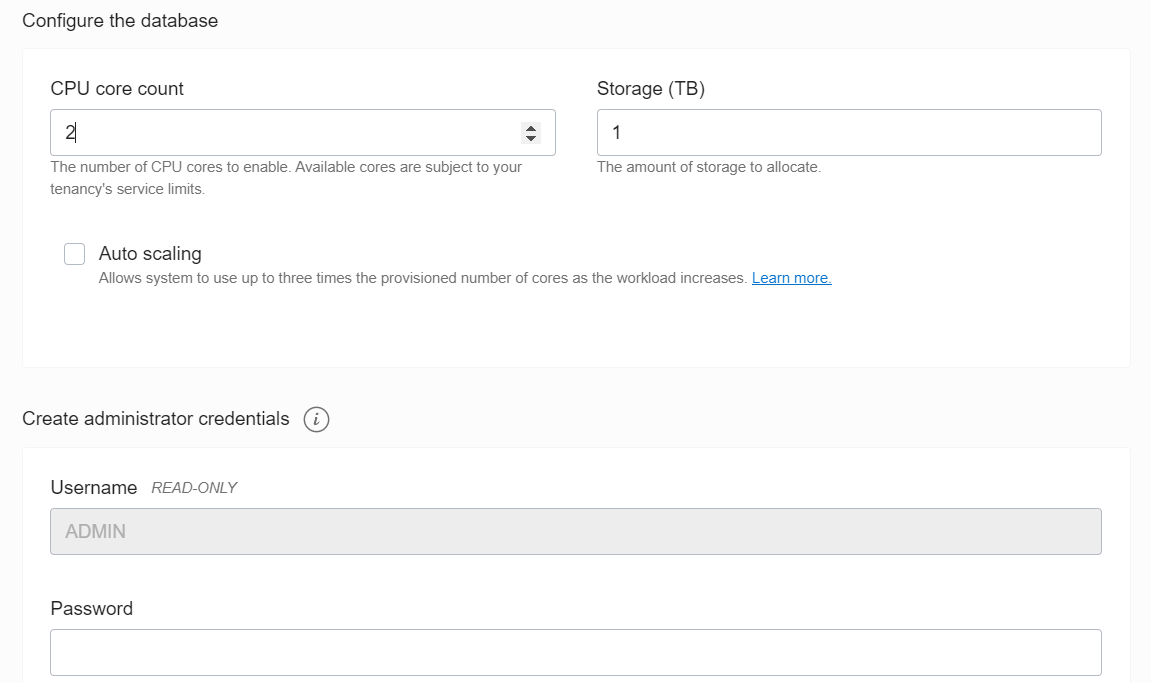 Configure the database
CPU core count
Storage (TB)
2
1
The number of CPU cores to enable. Available cores are subject to your
tenancy's service limits.
The amount of storage to allocate.
Auto scaling
Allows system to use up to three times the provisioned number of cores as the workload increases. Learn more.
Create administrator credentials i
Username READ-ONLY
ADMIN
Password